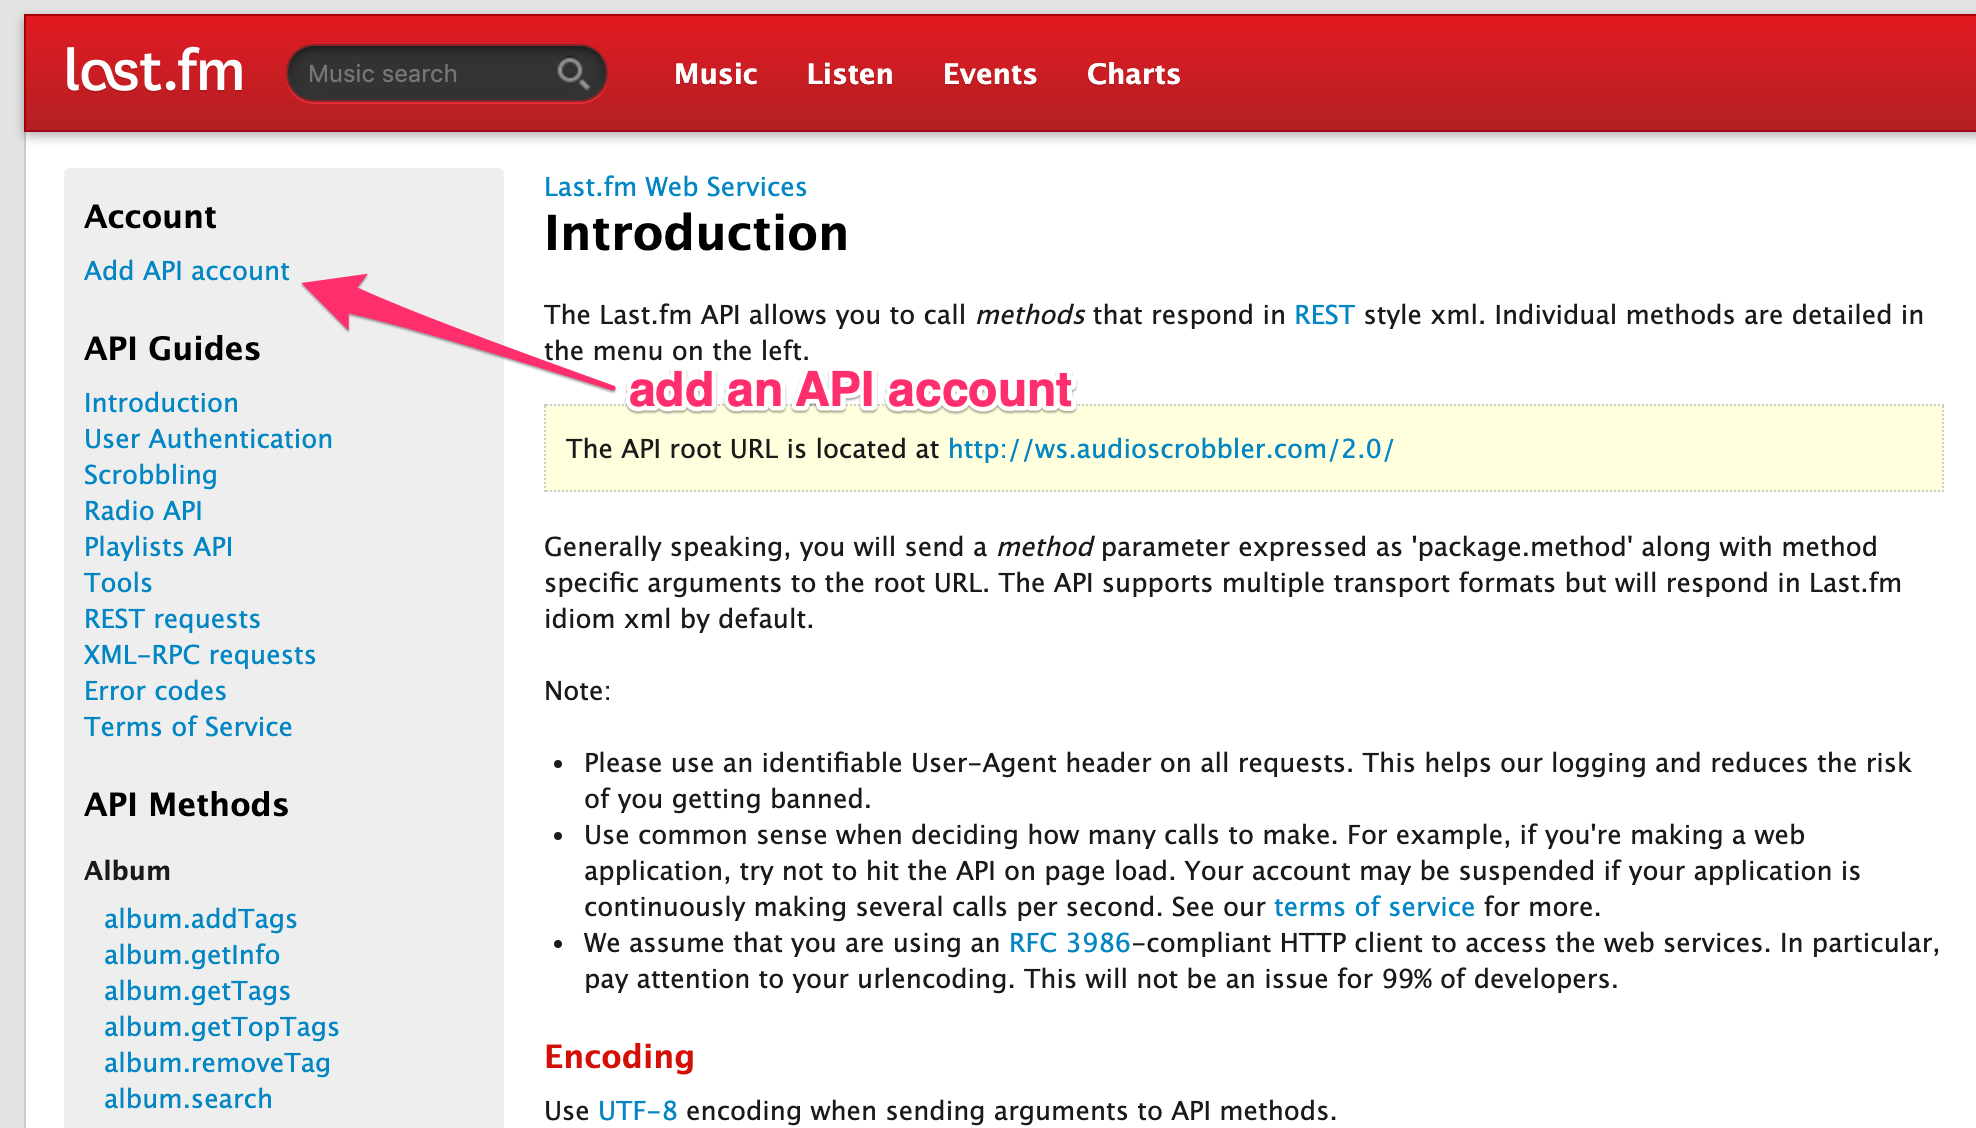 last.fm
Music search
Music Listen Events Charts
Account
Add API account
API Guides
Introduction
User Authentication
Scrobbling
Radio API
Playlists API
Tools
REST requests
XML-RPC requests
Error codes
Terms of Service
API Methods
Album
album.addTags
album.getInfo
album.getTags
album.getTopTags
album.removeTag
album.search
Last.fm Web Services
Introduction
The Last.fm API allows you to call methods that respond in REST style xml. Individual methods are detailed in
the menu on the left.
add an API account
The API root URL is located at http://ws.audioscrobbler.com/2.0/
Generally speaking, you will send a method parameter expressed as 'package.method' along with method
specific arguments to the root URL. The API supports multiple transport formats but will respond in Last.fm
idiom xml by default.
Note:
• Please use an identifiable User-Agent header on all requests. This helps our logging and reduces the risk
of you getting banned.
• Use common sense when deciding how many calls to make. For example, if you're making a web
application, try not to hit the API on page load. Your account may be suspended if your application is
continuously making several calls per second. See our terms of service for more.
• We assume that you are using an RFC 3986-compliant HTTP client to access the web services. In particular,
pay attention to your urlencoding. This will not be an issue for 99% of developers.
Encoding
Use UTF-8 encoding when sending arguments to API methods.